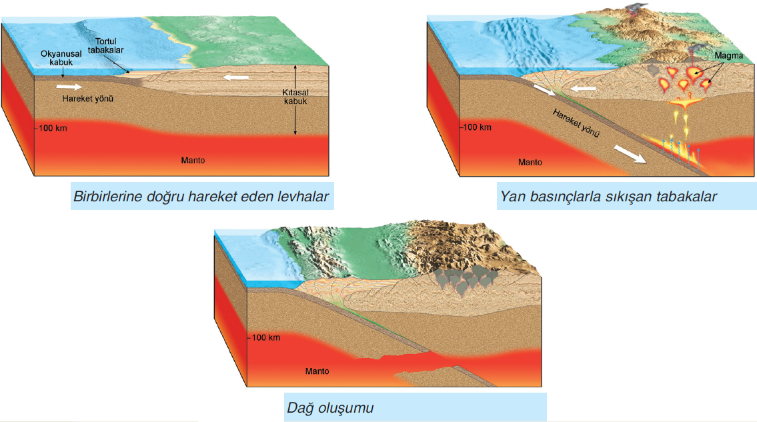 Okyanusal
kabuk
Tortul
tabakalar
Hareket yönü
Kıtasal
kabuk
100 km
Manto
Birbirlerine doğru hareket eden levhalar
Magma
Hareket yönü
100 km
Manto
Yan basınçlarla sıkışan tabakalar
100 km
Manto
Dağ oluşumu